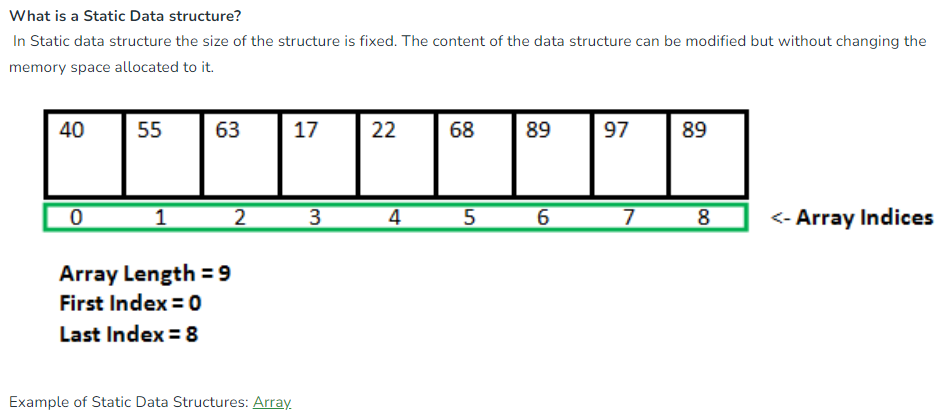 What is a Static Data structure?
In Static data structure the size of the structure is fixed. The content of the data structure can be modified but without changing the
memory space allocated to it.
40 55 63 17 22 68 89 97 89
0 1 2 3 4 5 6 7 8 <- Array Indices
Array Length = 9
First Index = 0
Last Index = 8
Example of Static Data Structures: Array